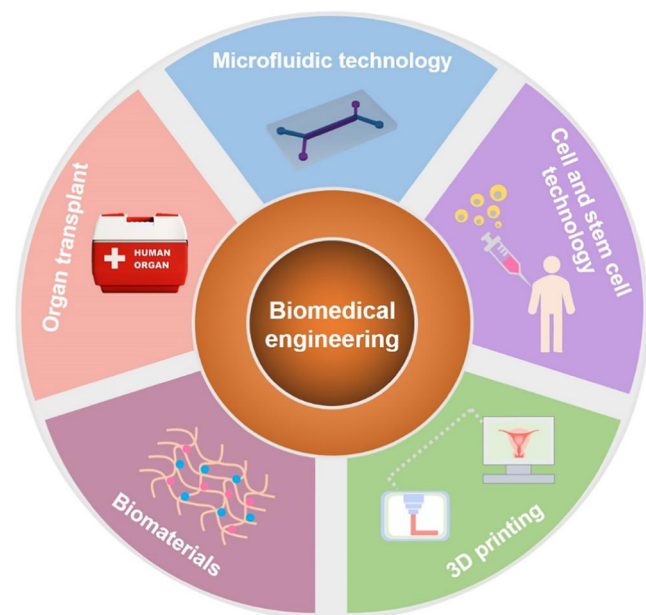 Microfluidic technology
Cell and stem cell
technology
3D printing
Biomaterials
Organ transplant
HUMAN
ORGAN
Biomedical
engineering